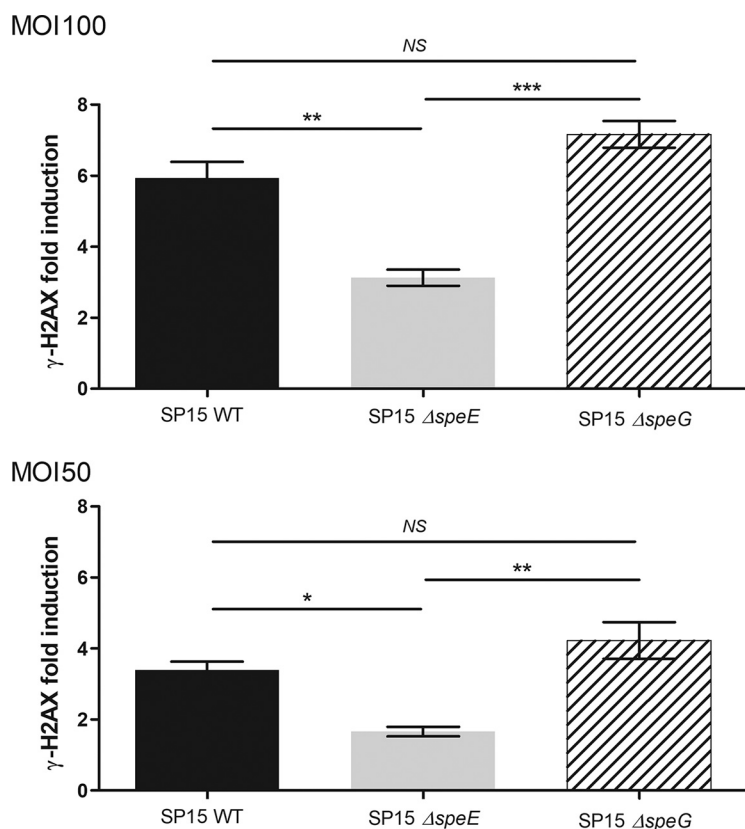 MOI100
NS
**
***
γ-H2AX fold induction
8
6
4
2
0
SP15 WT
SP15 ΔspeE
SP15 ΔspeG
MOI50
NS
*
**
γ-H2AX fold induction
8
6
4
2
0
SP15 WT
SP15 ΔspeE
SP15 ΔspeG